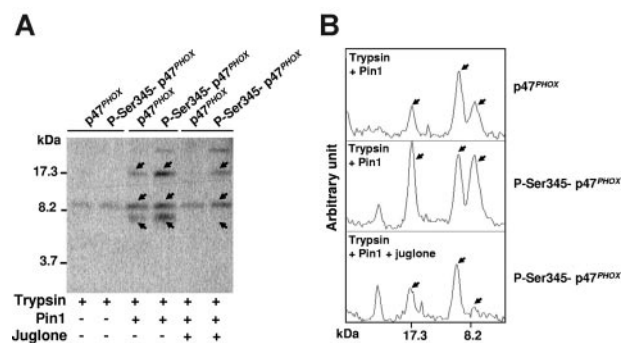 A
p47PHOX
P-Ser345- p47PHOX
p47PHOX
P-Ser345- p47PHOX
p47PHOX
P-Ser345- p47PHOX
kDa
17.3
8.2
3.7
Trypsin + + + + + +
Pin1 - - + + + +
Juglone - - - - + +
B
Trypsin
+ Pin1
p47PHOX
Trypsin
+ Pin1
P-Ser345- p47PHOX
Trypsin
+ Pin1 + juglone
P-Ser345- p47PHOX
Arbitrary unit
kDa 17.3 8.2